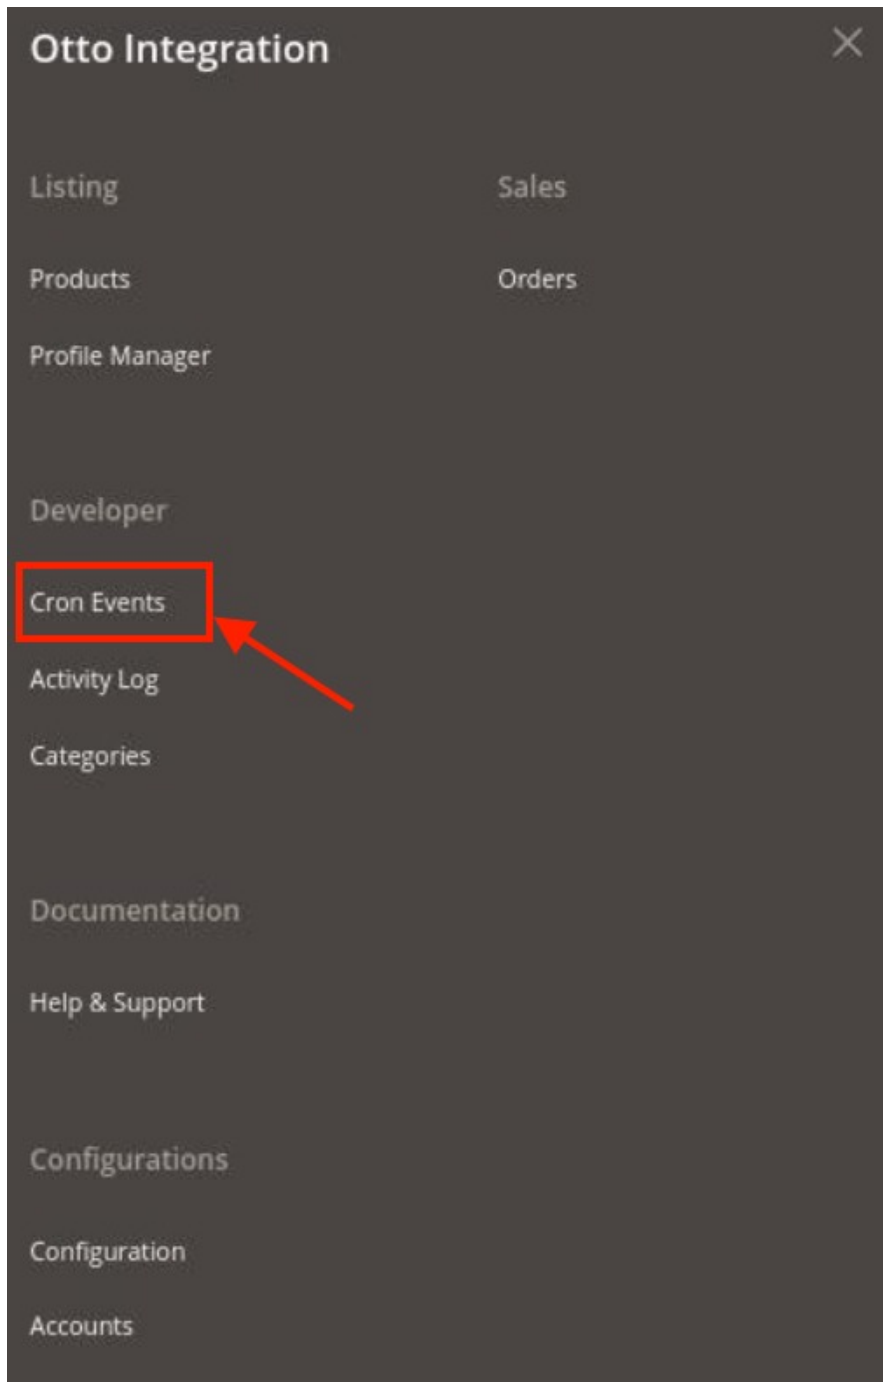 Otto Integration
Listing
Products
Profile Manager
Sales
Orders
Developer
Cron Events
Activity Log
Categories
Documentation
Help & Support
Configurations
Configuration
Accounts